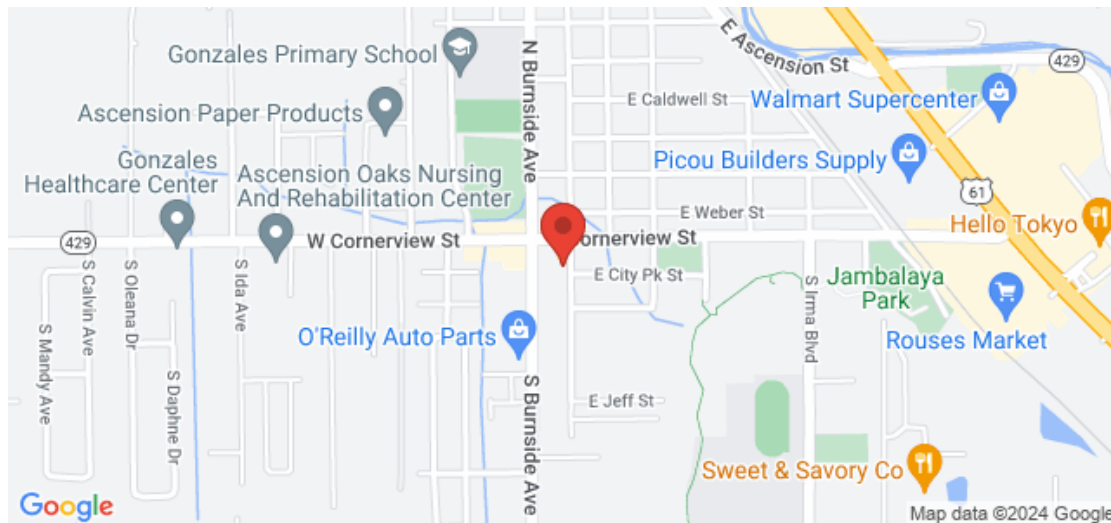 Gonzales Primary School
N Burnside Ave
E Ascension St
429
E Caldwell St
Walmart Supercenter
Ascension Paper Products
Gonzales
Healthcare Center
Ascension Oaks Nursing
And Rehabilitation Center
Picou Builders Supply
61
E Weber St
Hello Tokyo
429
W Cornerview St
ornerview St
S Calvin Ave
S Oleana Dr
S Ida Ave
E City Pk St
Jambalaya
Park
S Irma Blvd
O'Reilly Auto Parts
Rouses Market
S Mandy Ave
S Daphne Dr
S Burnside Ave
E Jeff St
Sweet & Savory Co
Google
Map data ©2024 Google